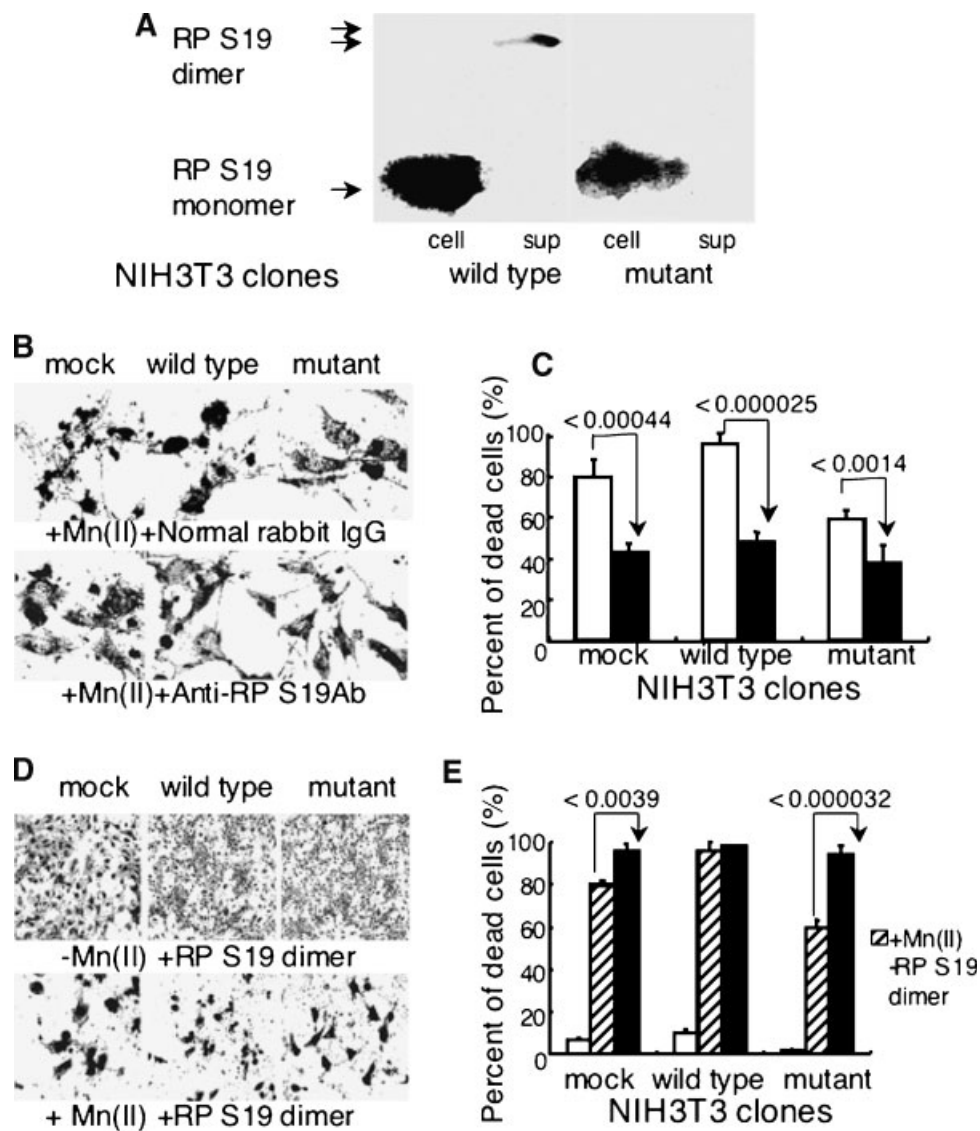 A
RP S19
dimer
RP S19
monomer
cell sup cell sup
NIH3T3 clones wild type mutant
B
mock wild type mutant
+Mn(II)+Normal rabbit IgG
+Mn(II)+Anti-RP S19Ab
C
Percent of dead cells (%)
100
80
60
40
20
0
< 0.00044
< 0.000025
< 0.0014
mock wild type mutant
NIH3T3 clones
D
mock wild type mutant
-Mn(II) +RP S19 dimer
+ Mn(II) +RP S19 dimer
E
Percent of dead cells (%)
100
80
60
40
20
0
< 0.0039
< 0.000032
+Mn(II)
-RP S19
dimer
mock wild type mutant
NIH3T3 clones